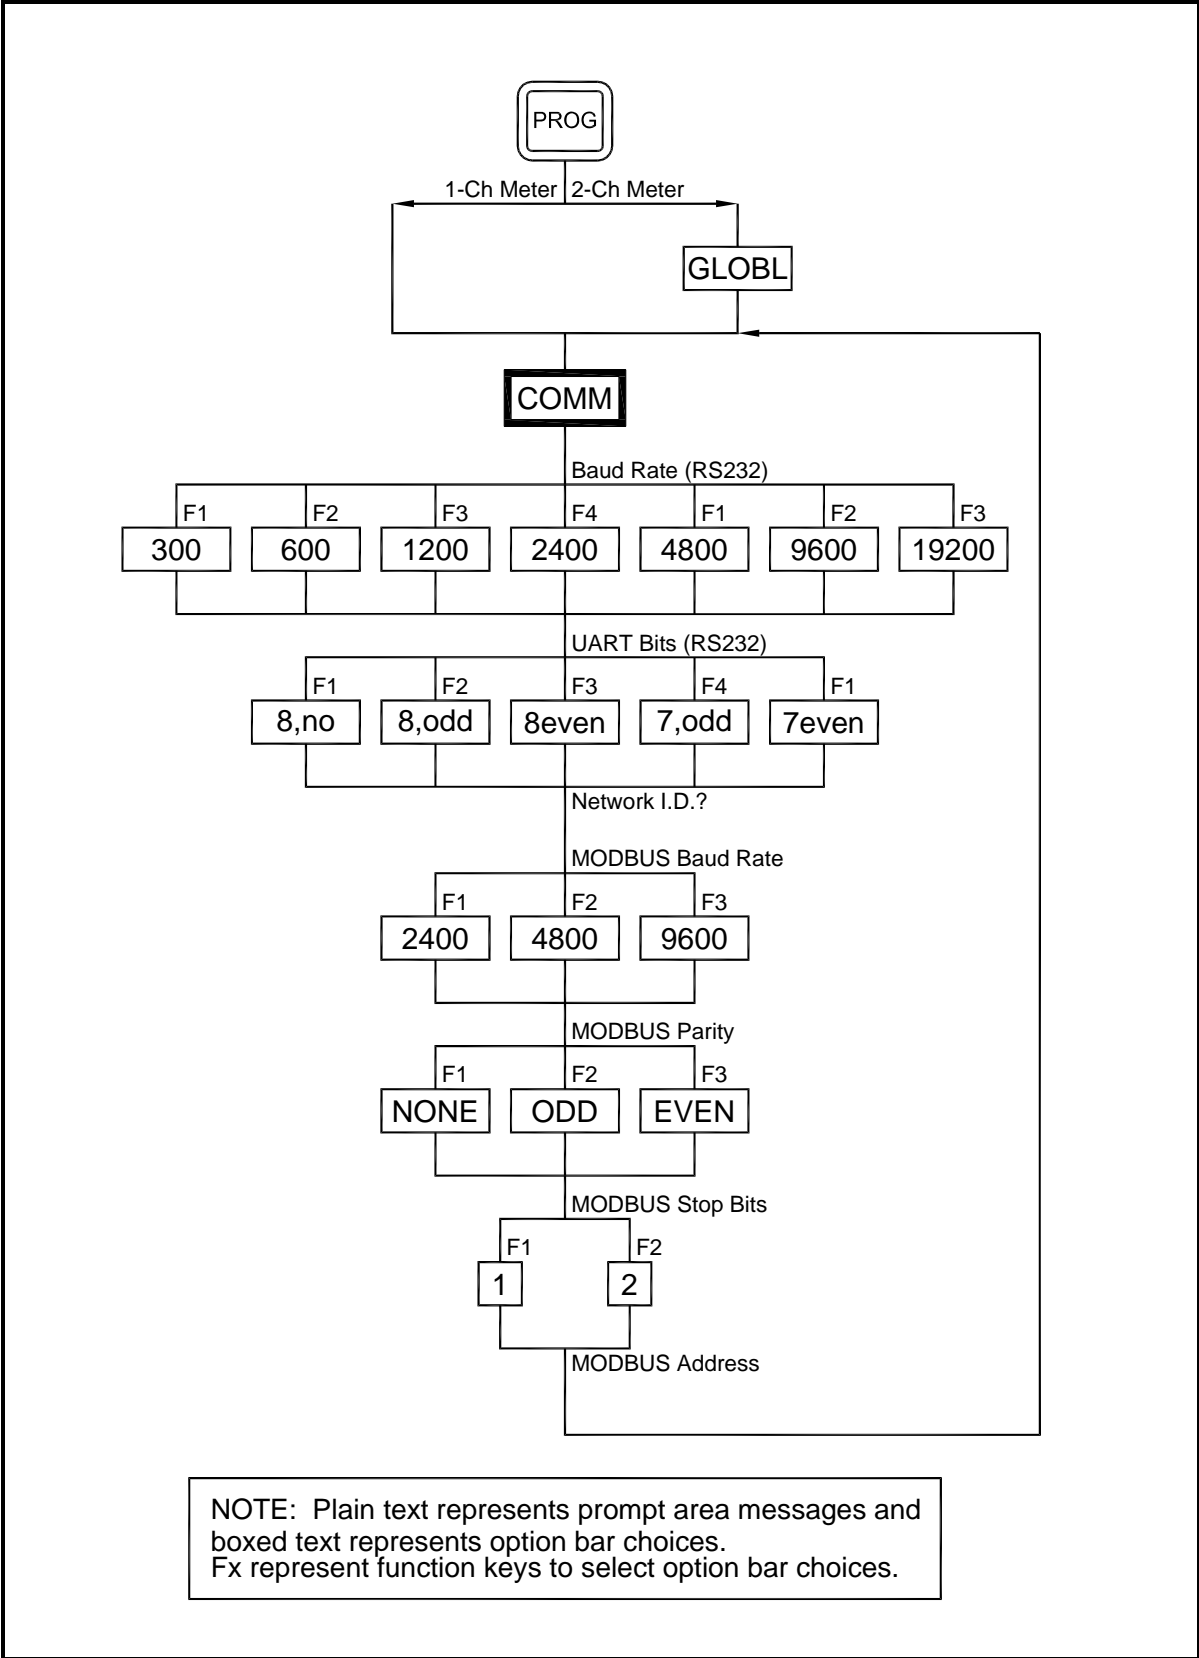 PROG
1-Ch Meter 2-Ch Meter
GLOBL
COMM
Baud Rate (RS232)
F1 F2 F3 F4 F1 F2 F3
300 600 1200 2400 4800 9600 19200
UART Bits (RS232)
F1 F2 F3 F4 F1
8,no 8,odd 8even 7,odd 7even
Network I.D.?
MODBUS Baud Rate
F1 F2 F3
2400 4800 9600
MODBUS Parity
F1 F2 F3
NONE ODD EVEN
MODBUS Stop Bits
F1 F2
1 2
MODBUS Address
NOTE: Plain text represents prompt area messages and
boxed text represents option bar choices.
Fx represent function keys to select option bar choices.